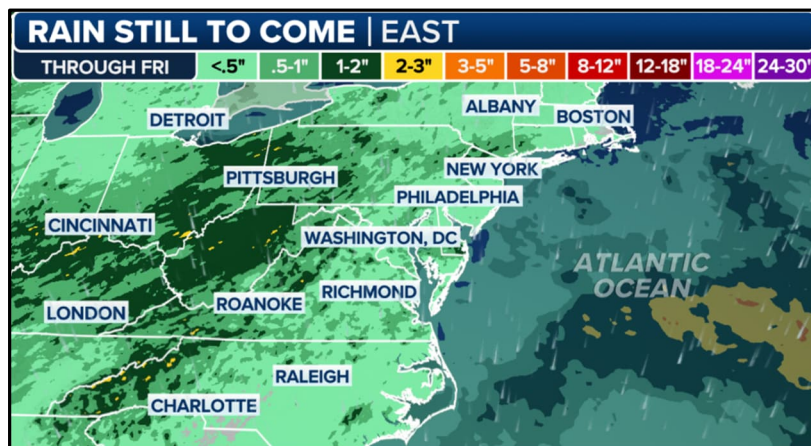 RAIN STILL TO COME | EAST
THROUGH FRI <.5" .5-1" 1-2" 2-3" 3-5" 5-8" 8-12" 12-18" 18-24" 24-30"
ALBANY
DETROIT
BOSTON
NEW YORK
PITTSBURGH
PHILADELPHIA
CINCINNATI
WASHINGTON, DC
ATLANTIC
OCEAN
RICHMOND
ROANOKE
LONDON
RALEIGH
CHARLOTTE